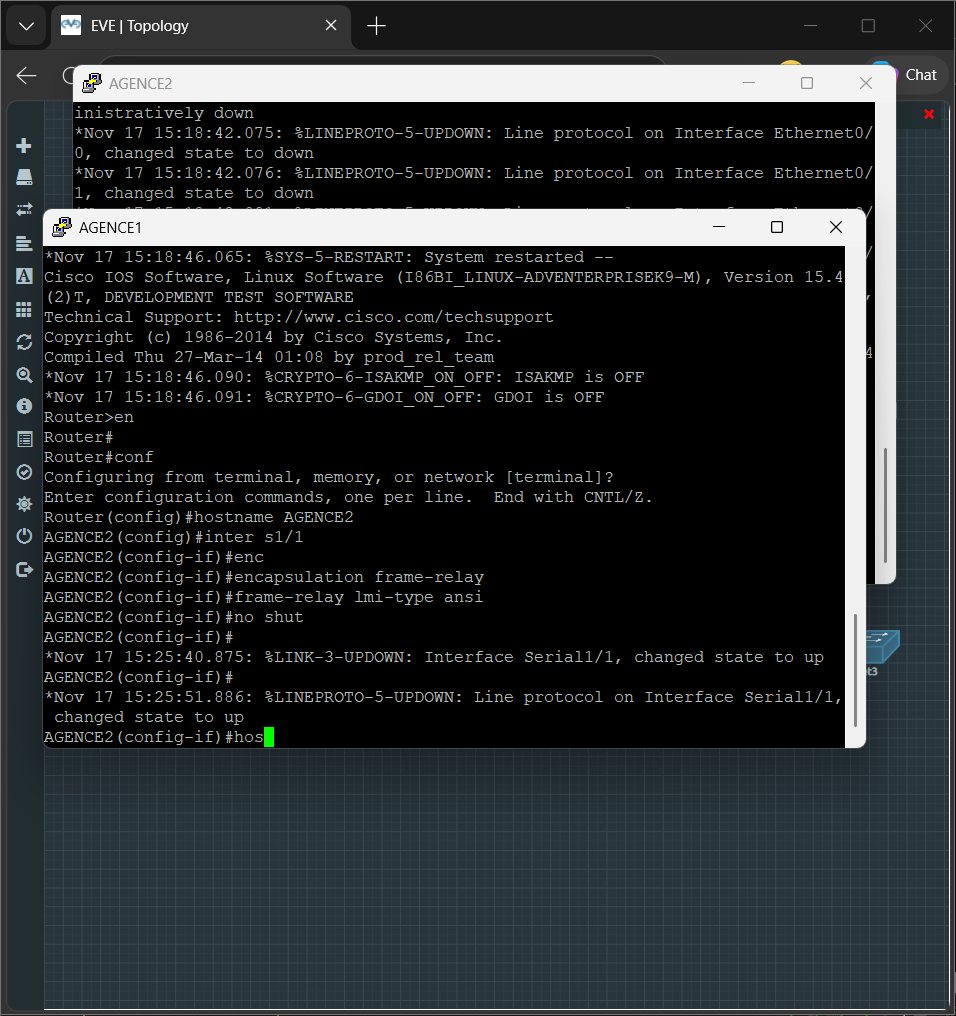 EVE | Topology
Chat
AGENCE2
inistratively down
*Nov 17 15:18:42.075: %LINEPROTO-5-UPDOWN: Line protocol on Interface Ethernet0/
0, changed state to down
*Nov 17 15:18:42.076: %LINEPROTO-5-UPDOWN: Line protocol on Interface Ethernet0/
1, changed state to down
AGENCE1
*Nov 17 15:18:46.065: %SYS-5-RESTART: System restarted --
Cisco IOS Software, Linux Software (I86BI_LINUX-ADVENTERPRISEK9-M), Version 15.4
(2)T, DEVELOPMENT TEST SOFTWARE
Technical Support: http://www.cisco.com/techsupport
Copyright (c) 1986-2014 by Cisco Systems, Inc.
Compiled Thu 27-Mar-14 01:08 by prod_rel_team
*Nov 17 15:18:46.090: %CRYPTO-6-ISAKMP_ON_OFF: ISAKMP is OFF
*Nov 17 15:18:46.091: %CRYPTO-6-GDOI_ON_OFF: GDOI is OFF
Router>en
Router#
Router#conf
Configuring from terminal, memory, or network [terminal]?
Enter configuration commands, one per line.  End with CNTL/Z.
Router(config)#hostname AGENCE2
AGENCE2(config)#inter s1/1
AGENCE2(config-if)#enc
AGENCE2(config-if)#encapsulation frame-relay
AGENCE2(config-if)#frame-relay lmi-type ansi
AGENCE2(config-if)#no shut
AGENCE2(config-if)#
*Nov 17 15:25:40.875: %LINK-3-UPDOWN: Interface Serial1/1, changed state to up
AGENCE2(config-if)#
*Nov 17 15:25:51.886: %LINEPROTO-5-UPDOWN: Line protocol on Interface Serial1/1,
 changed state to up
AGENCE2(config-if)#hos